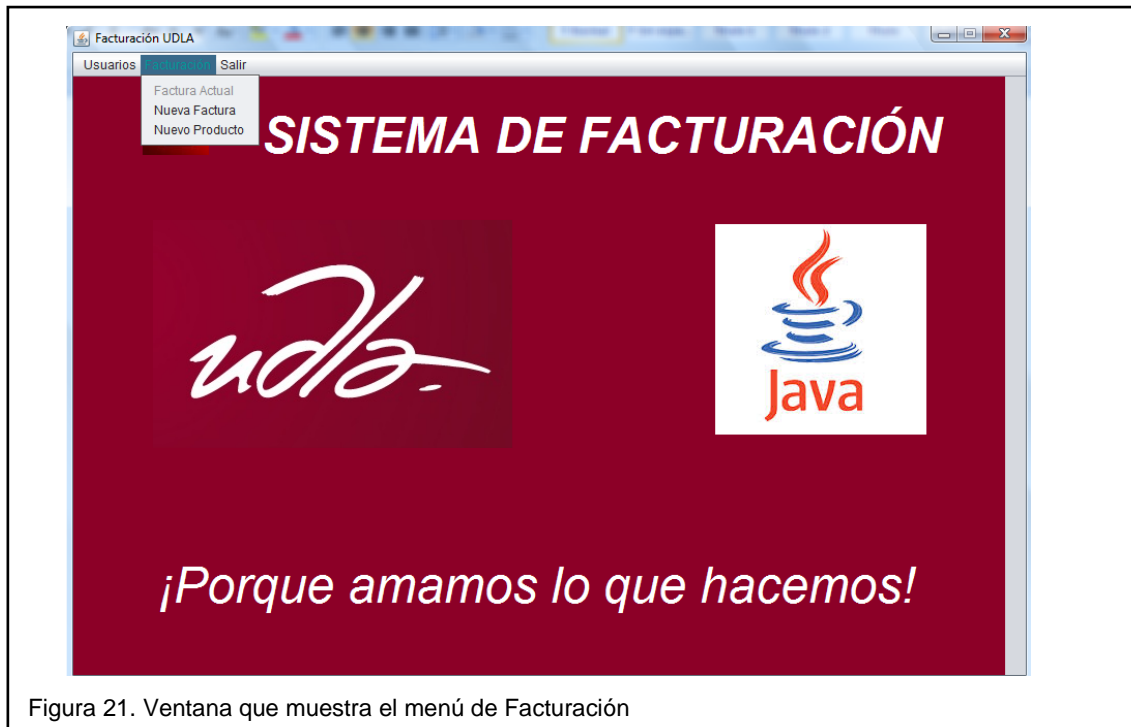 Facturación UDLA
Usuarios Facturación Salir
Factura Actual
Nueva Factura
Nuevo Producto
SISTEMA DE FACTURACIÓN
udla-
Java
¡Porque amamos lo que hacemos!
Figura 21. Ventana que muestra el menú de Facturación